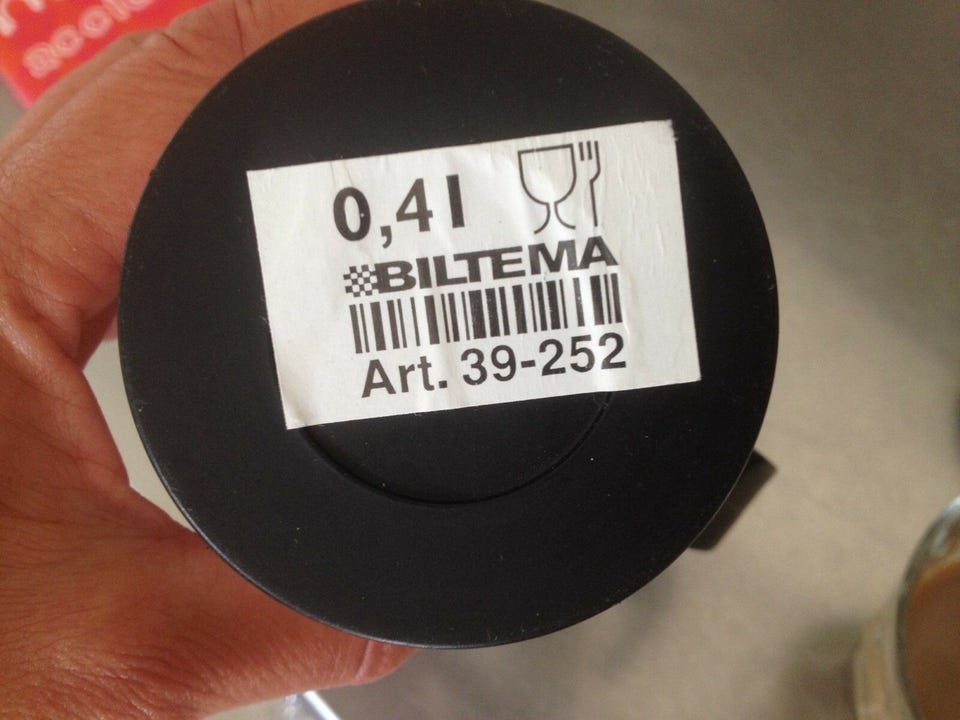 0,4 l
BILTEMA
Art. 39-252